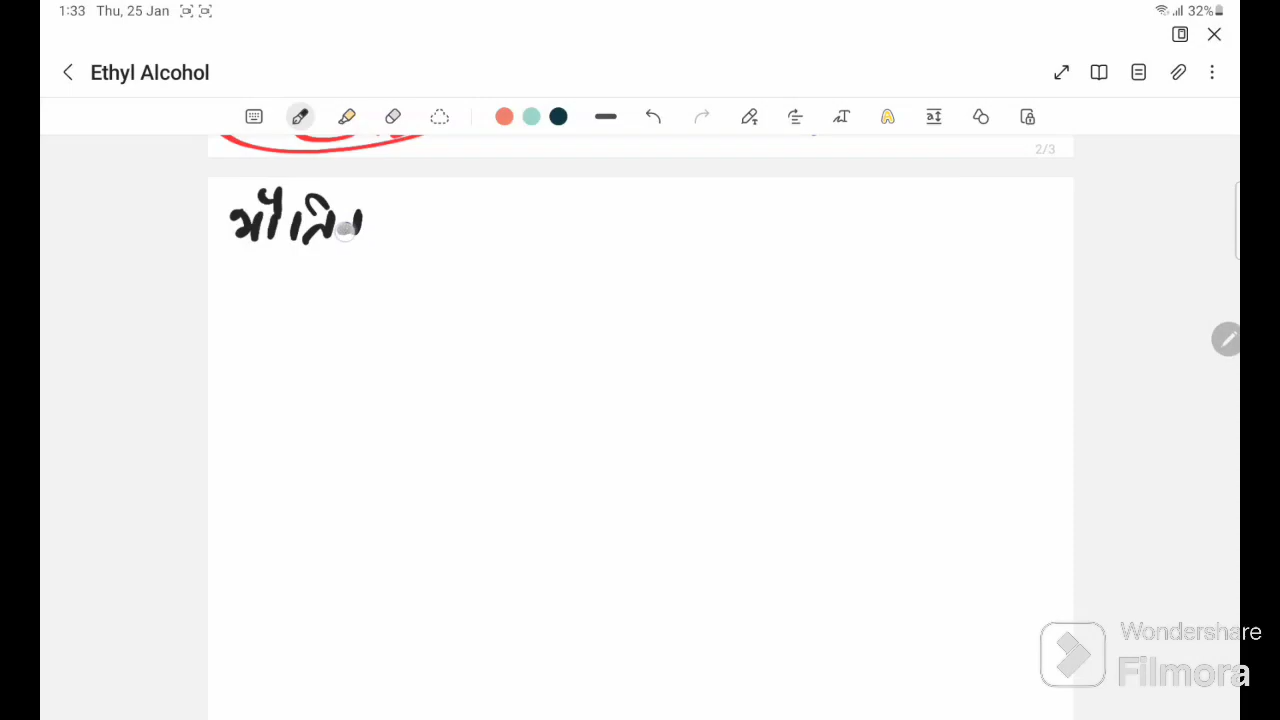 1:33 Thu, 25 Jan
32%
Ethyl Alcohol
2/3
Wondershare
Filmora